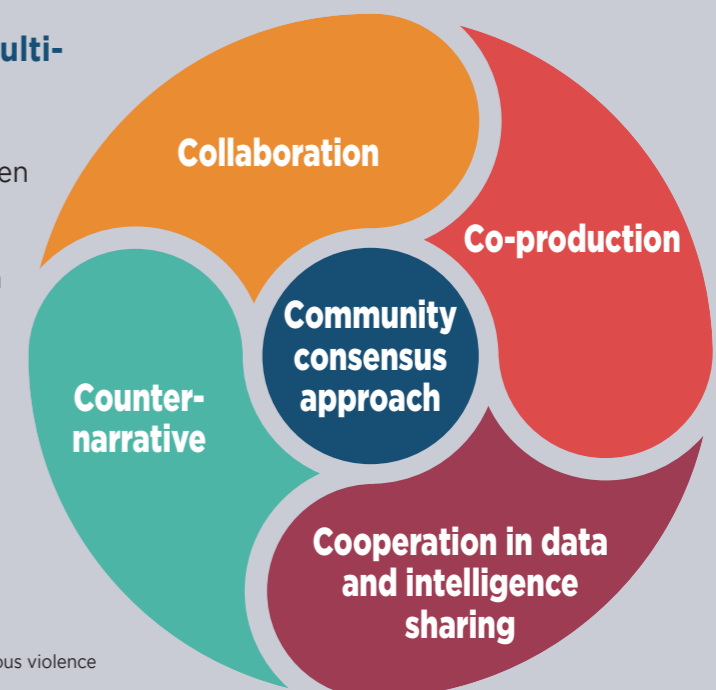 ulti-
en
Collaboration
Co-production
Community
consensus
approach
Counter-
narrative
Cooperation in data
and intelligence
sharing
ous violence